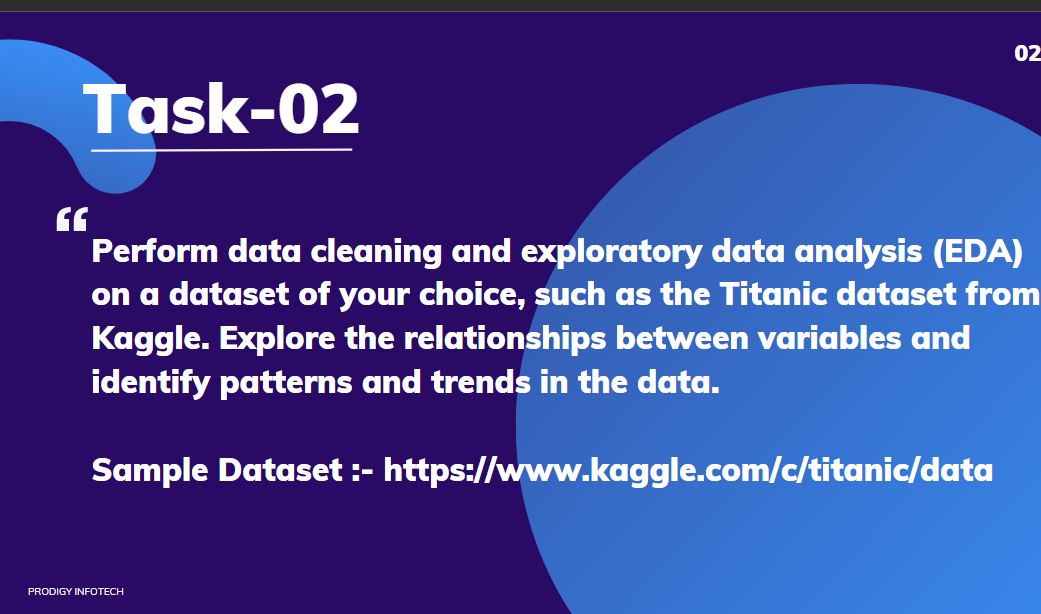 02
Task-02
“
Perform data cleaning and exploratory data analysis (EDA)
on a dataset of your choice, such as the Titanic dataset from
Kaggle. Explore the relationships between variables and
identify patterns and trends in the data.
Sample Dataset :- https://www.kaggle.com/c/titanic/data
PRODIGY INFOTECH